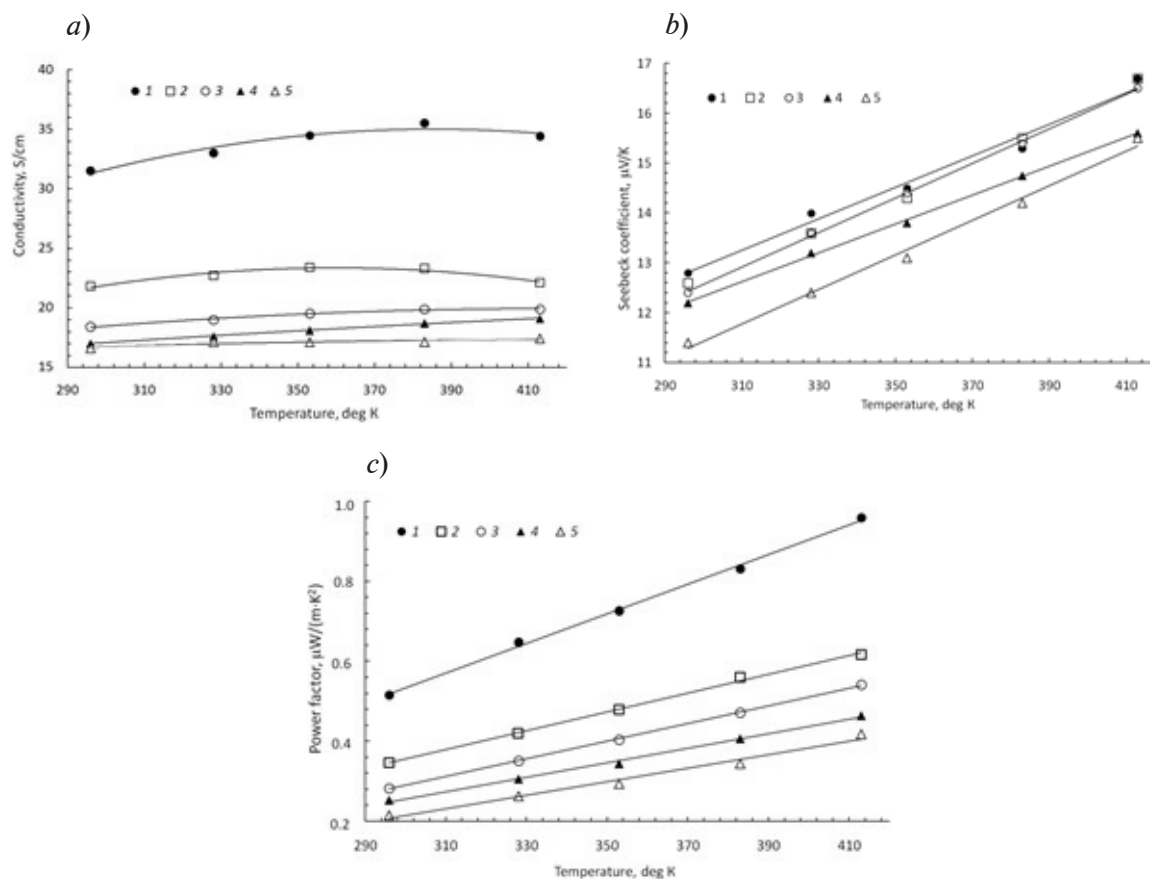 a)
40
35
30
25
20
15
Conductivity, S/cm
1 2 3 4 5
290 310 330 350 370 390 410
Temperature, deg K
b)
17
16
15
14
13
12
11
Seebeck coefficient, µV/K
1 2 3 4 5
290 310 330 350 370 390 410
Temperature, deg K
c)
1.0
0.8
0.6
0.4
0.2
Power factor, µW/(m·K²)
1 2 3 4 5
290 310 330 350 370 390 410
Temperature, deg K